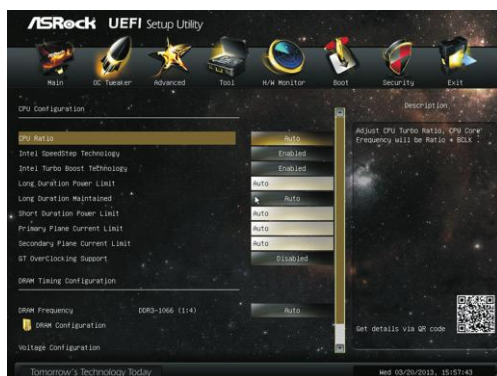 ASRock UEFI Setup Utility
Main OC Tweaker Advanced Tool H/W Monitor Boot Security Exit
CPU Configuration
CPU Ratio Auto
Intel SpeedStep Technology Enabled
Intel Turbo Boost Technology Enabled
Long Duration Power Limit Auto
Long Duration Maintained Auto
Short Duration Power Limit Auto
Primary Plane Current Limit Auto
Secondary Plane Current Limit Auto
GT OverClocking Support Disabled
DRAM Timing Configuration
DRAM Frequency DDR3-1066 (1:4) Auto
DRAM Configuration
Voltage Configuration
Description
Adjust CPU Turbo Ratio, CPU Core
Frequency will be Ratio * BCLK
Get details via QR code
Tomorrow's Technology Today Wed 03/20/2013, 15:57:43